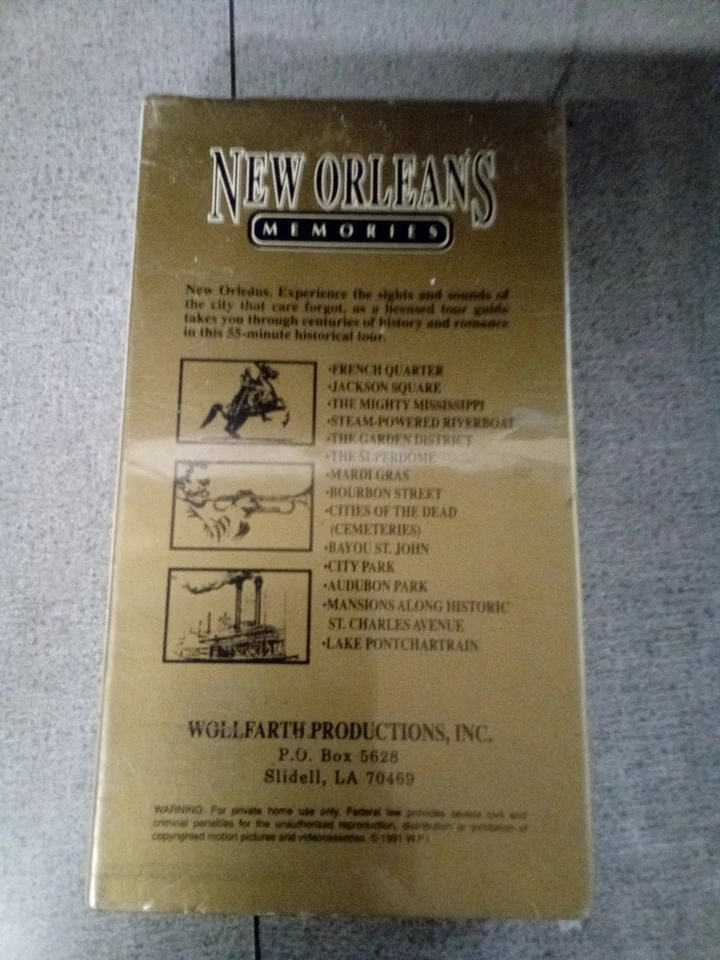 NEW ORLEANS
MEMORIES
New Orleans. Experience the sights and sounds of
the city that care forgot, as a licensed tour guide
takes you through centuries of history and romance
in this 55-minute historical tour.
•FRENCH QUARTER
•JACKSON SQUARE
•THE MIGHTY MISSISSIPPI
•STEAM-POWERED RIVERBOAT
•THE GARDEN DISTRICT
•THE SUPERDOME
•MARDI GRAS
•BOURBON STREET
•CITIES OF THE DEAD
(CEMETERIES)
•BAYOU ST. JOHN
•CITY PARK
•AUDUBON PARK
•MANSIONS ALONG HISTORIC
ST. CHARLES AVENUE
•LAKE PONTCHARTRAIN
WOLLFARTH PRODUCTIONS, INC.
P.O. Box 5628
Slidell, LA 70469
WARNING: For private home use only. Federal law provides severe civil and
criminal penalties for the unauthorized reproduction, distribution or exhibition of
copyrighted motion pictures and videocassettes. © 1991 W.P.I.